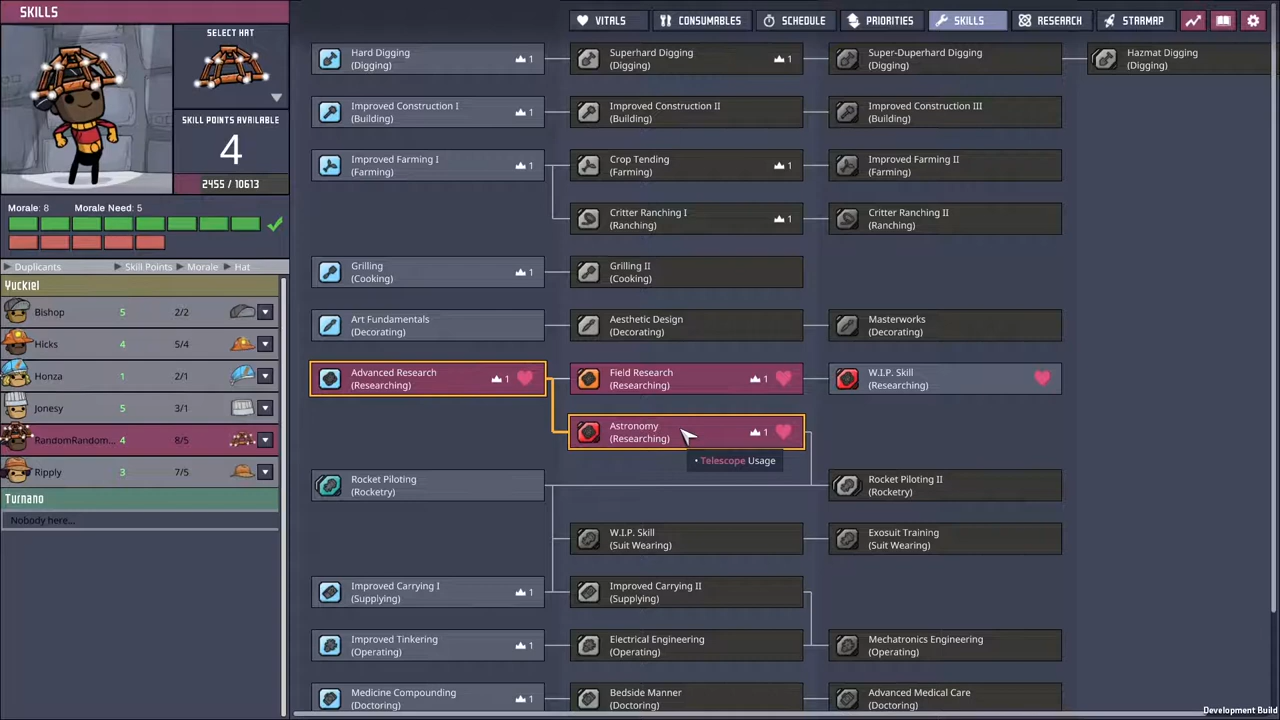 SKILLS
VITALS
CONSUMABLES
SCHEDULE
PRIORITIES
SKILLS
RESEARCH
STARMAP
SELECT HAT
SKILL POINTS AVAILABLE
4
2455 / 10613
Morale: 8 Morale Need: 5
Duplicants Skill Points Morale Hat
Yuckiel
Bishop 5 2/2
Hicks 4 5/4
Honza 1 2/1
Jonesy 5 3/1
RandomRandom... 4 8/5
Ripply 3 7/5
Turnano
Nobody here...
Hard Digging
(Digging)
1
Superhard Digging
(Digging)
1
Super-Duperhard Digging
(Digging)
Hazmat Digging
(Digging)
Improved Construction I
(Building)
1
Improved Construction II
(Building)
Improved Construction III
(Building)
Improved Farming I
(Farming)
1
Crop Tending
(Farming)
1
Improved Farming II
(Farming)
Critter Ranching I
(Ranching)
1
Critter Ranching II
(Ranching)
Grilling
(Cooking)
1
Grilling II
(Cooking)
Art Fundamentals
(Decorating)
Aesthetic Design
(Decorating)
Masterworks
(Decorating)
Advanced Research
(Researching)
1
Field Research
(Researching)
1
W.I.P. Skill
(Researching)
Astronomy
(Researching)
1
• Telescope Usage
Rocket Piloting
(Rocketry)
Rocket Piloting II
(Rocketry)
W.I.P. Skill
(Suit Wearing)
Exosuit Training
(Suit Wearing)
Improved Carrying I
(Supplying)
1
Improved Carrying II
(Supplying)
Improved Tinkering
(Operating)
1
Electrical Engineering
(Operating)
Mechatronics Engineering
(Operating)
Medicine Compounding
(Doctoring)
1
Bedside Manner
(Doctoring)
Advanced Medical Care
(Doctoring)
Development Build